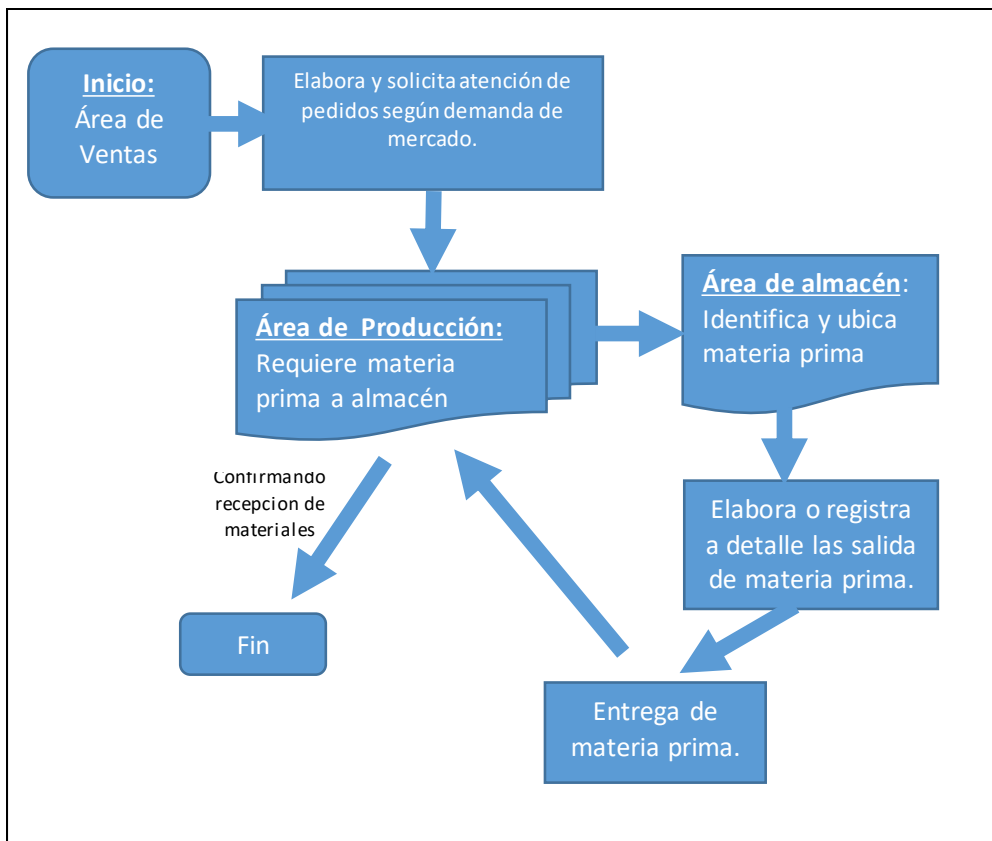 Inicio:
Área de
Ventas
Elabora y solicita atención de
pedidos según demanda de
mercado.
Área de Producción:
Requiere materia
prima a almacén
Área de almacén:
Identifica y ubica
materia prima
Confirmando
recepcion de
materiales
Elabora o registra
a detalle las salida
de materia prima.
Fin
Entrega de
materia prima.